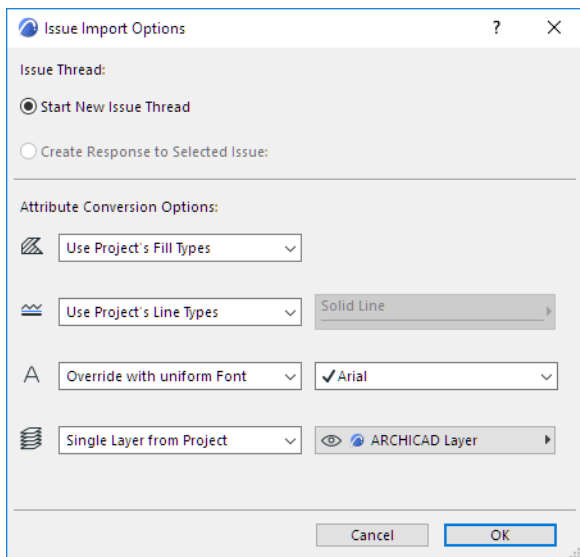 Issue Import Options ?
Issue Thread:
Start New Issue Thread
Create Response to Selected Issue:
Attribute Conversion Options:
Use Project's Fill Types
Use Project's Line Types Solid Line
A Override with uniform Font Arial
Single Layer from Project ARCHICAD Layer
Cancel OK